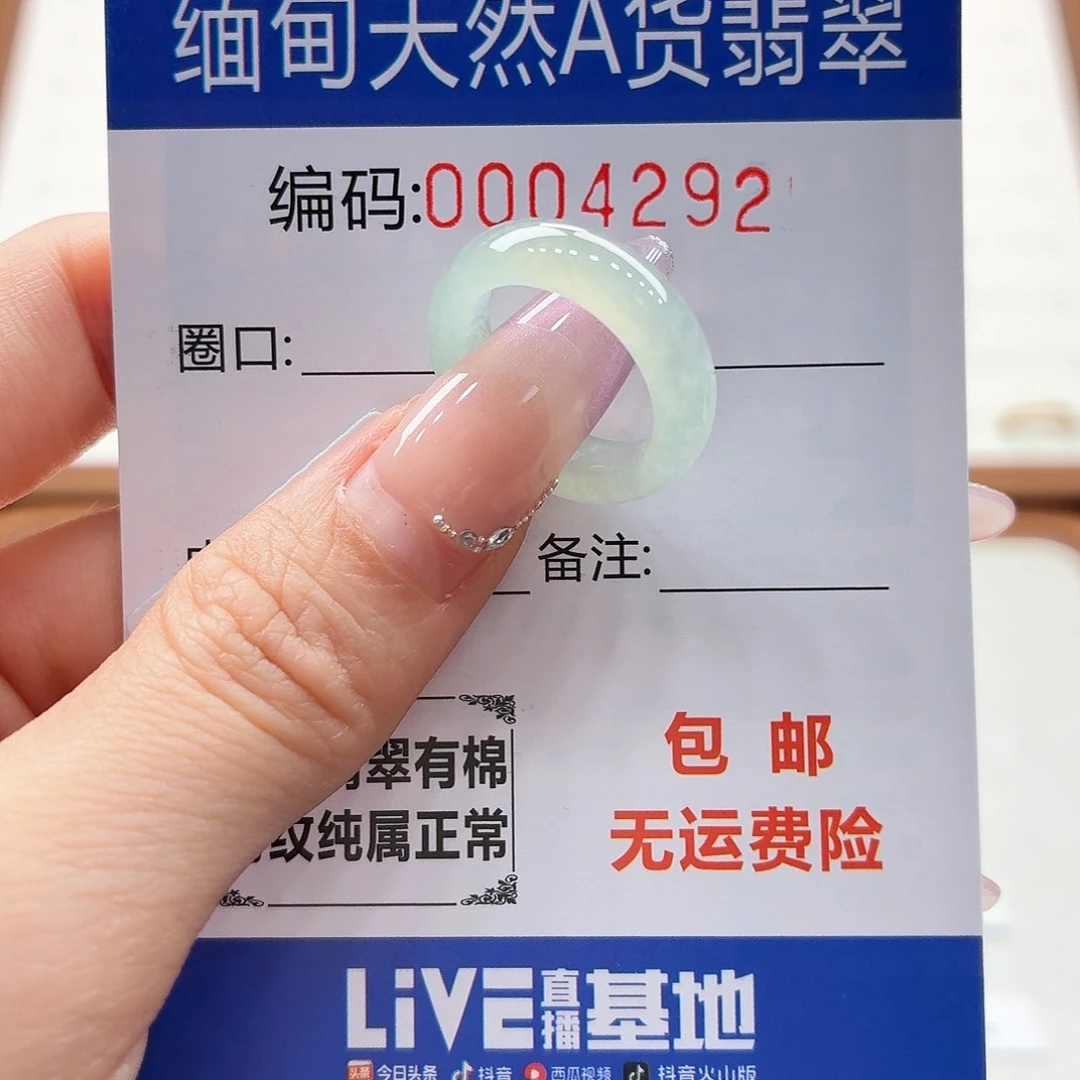 缅甸天然A货翡翠
编码:0004292
圈口:
备注:
翠有棉
纹纯属正常
包 邮
无运费险
LiVE直播基地
头条 今日头条 抖音 西瓜视频 抖音火山版